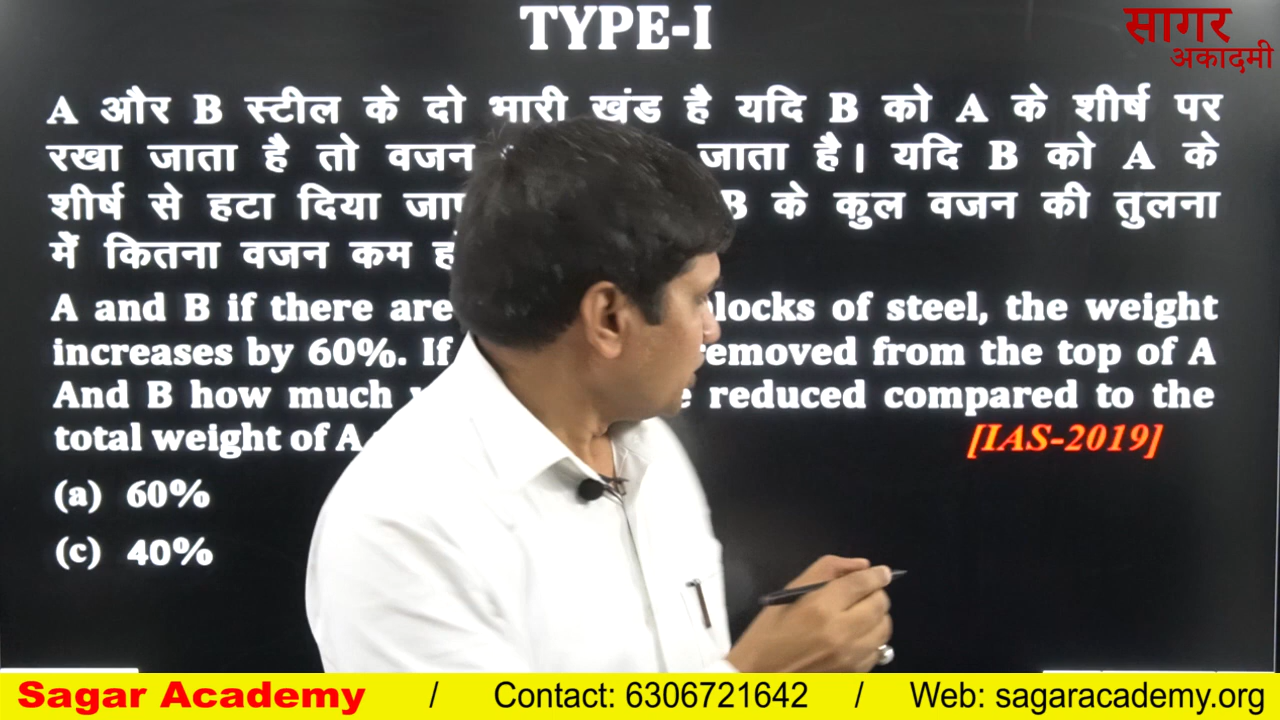 TYPE-I
सागर
अकादमी
A और B स्टील के दो भारी खंड है यदि B को A के शीर्ष पर
रखा जाता है तो वजन जाता है। यदि B को A के
शीर्ष से हटा दिया B के कुल वजन की तुलना
में कितना वजन कम
A and B if there are blocks of steel, the weight
increases by 60%. If removed from the top of A
And B how much reduced compared to the
total weight of A
[IAS-2019]
(a) 60%
(c) 40%
Sagar Academy / Contact: 6306721642 / Web: sagaracademy.org